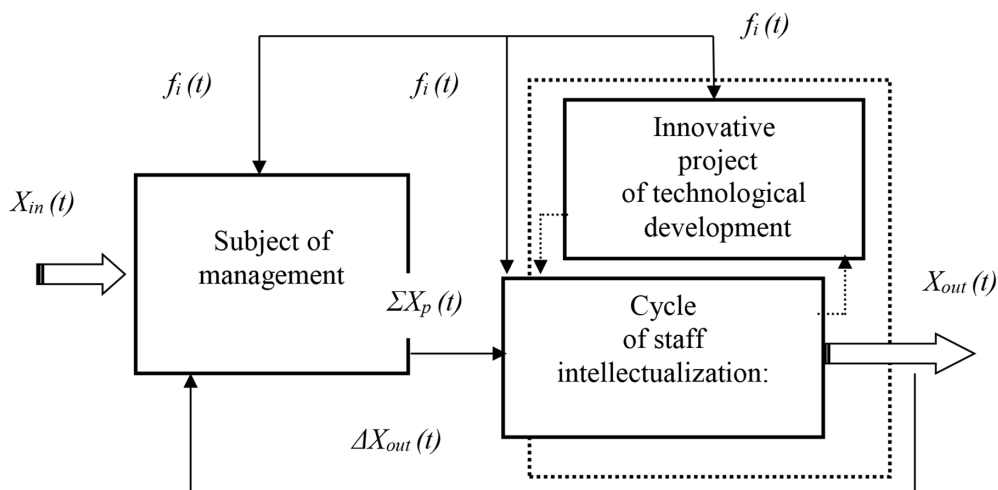 fi (t)
fi (t)
fi (t)
Innovative
project
of technological
development
Xin (t)
Subject of
management
ΣXp (t)
Cycle
of staff
intellectualization:
Xout (t)
ΔXout (t)